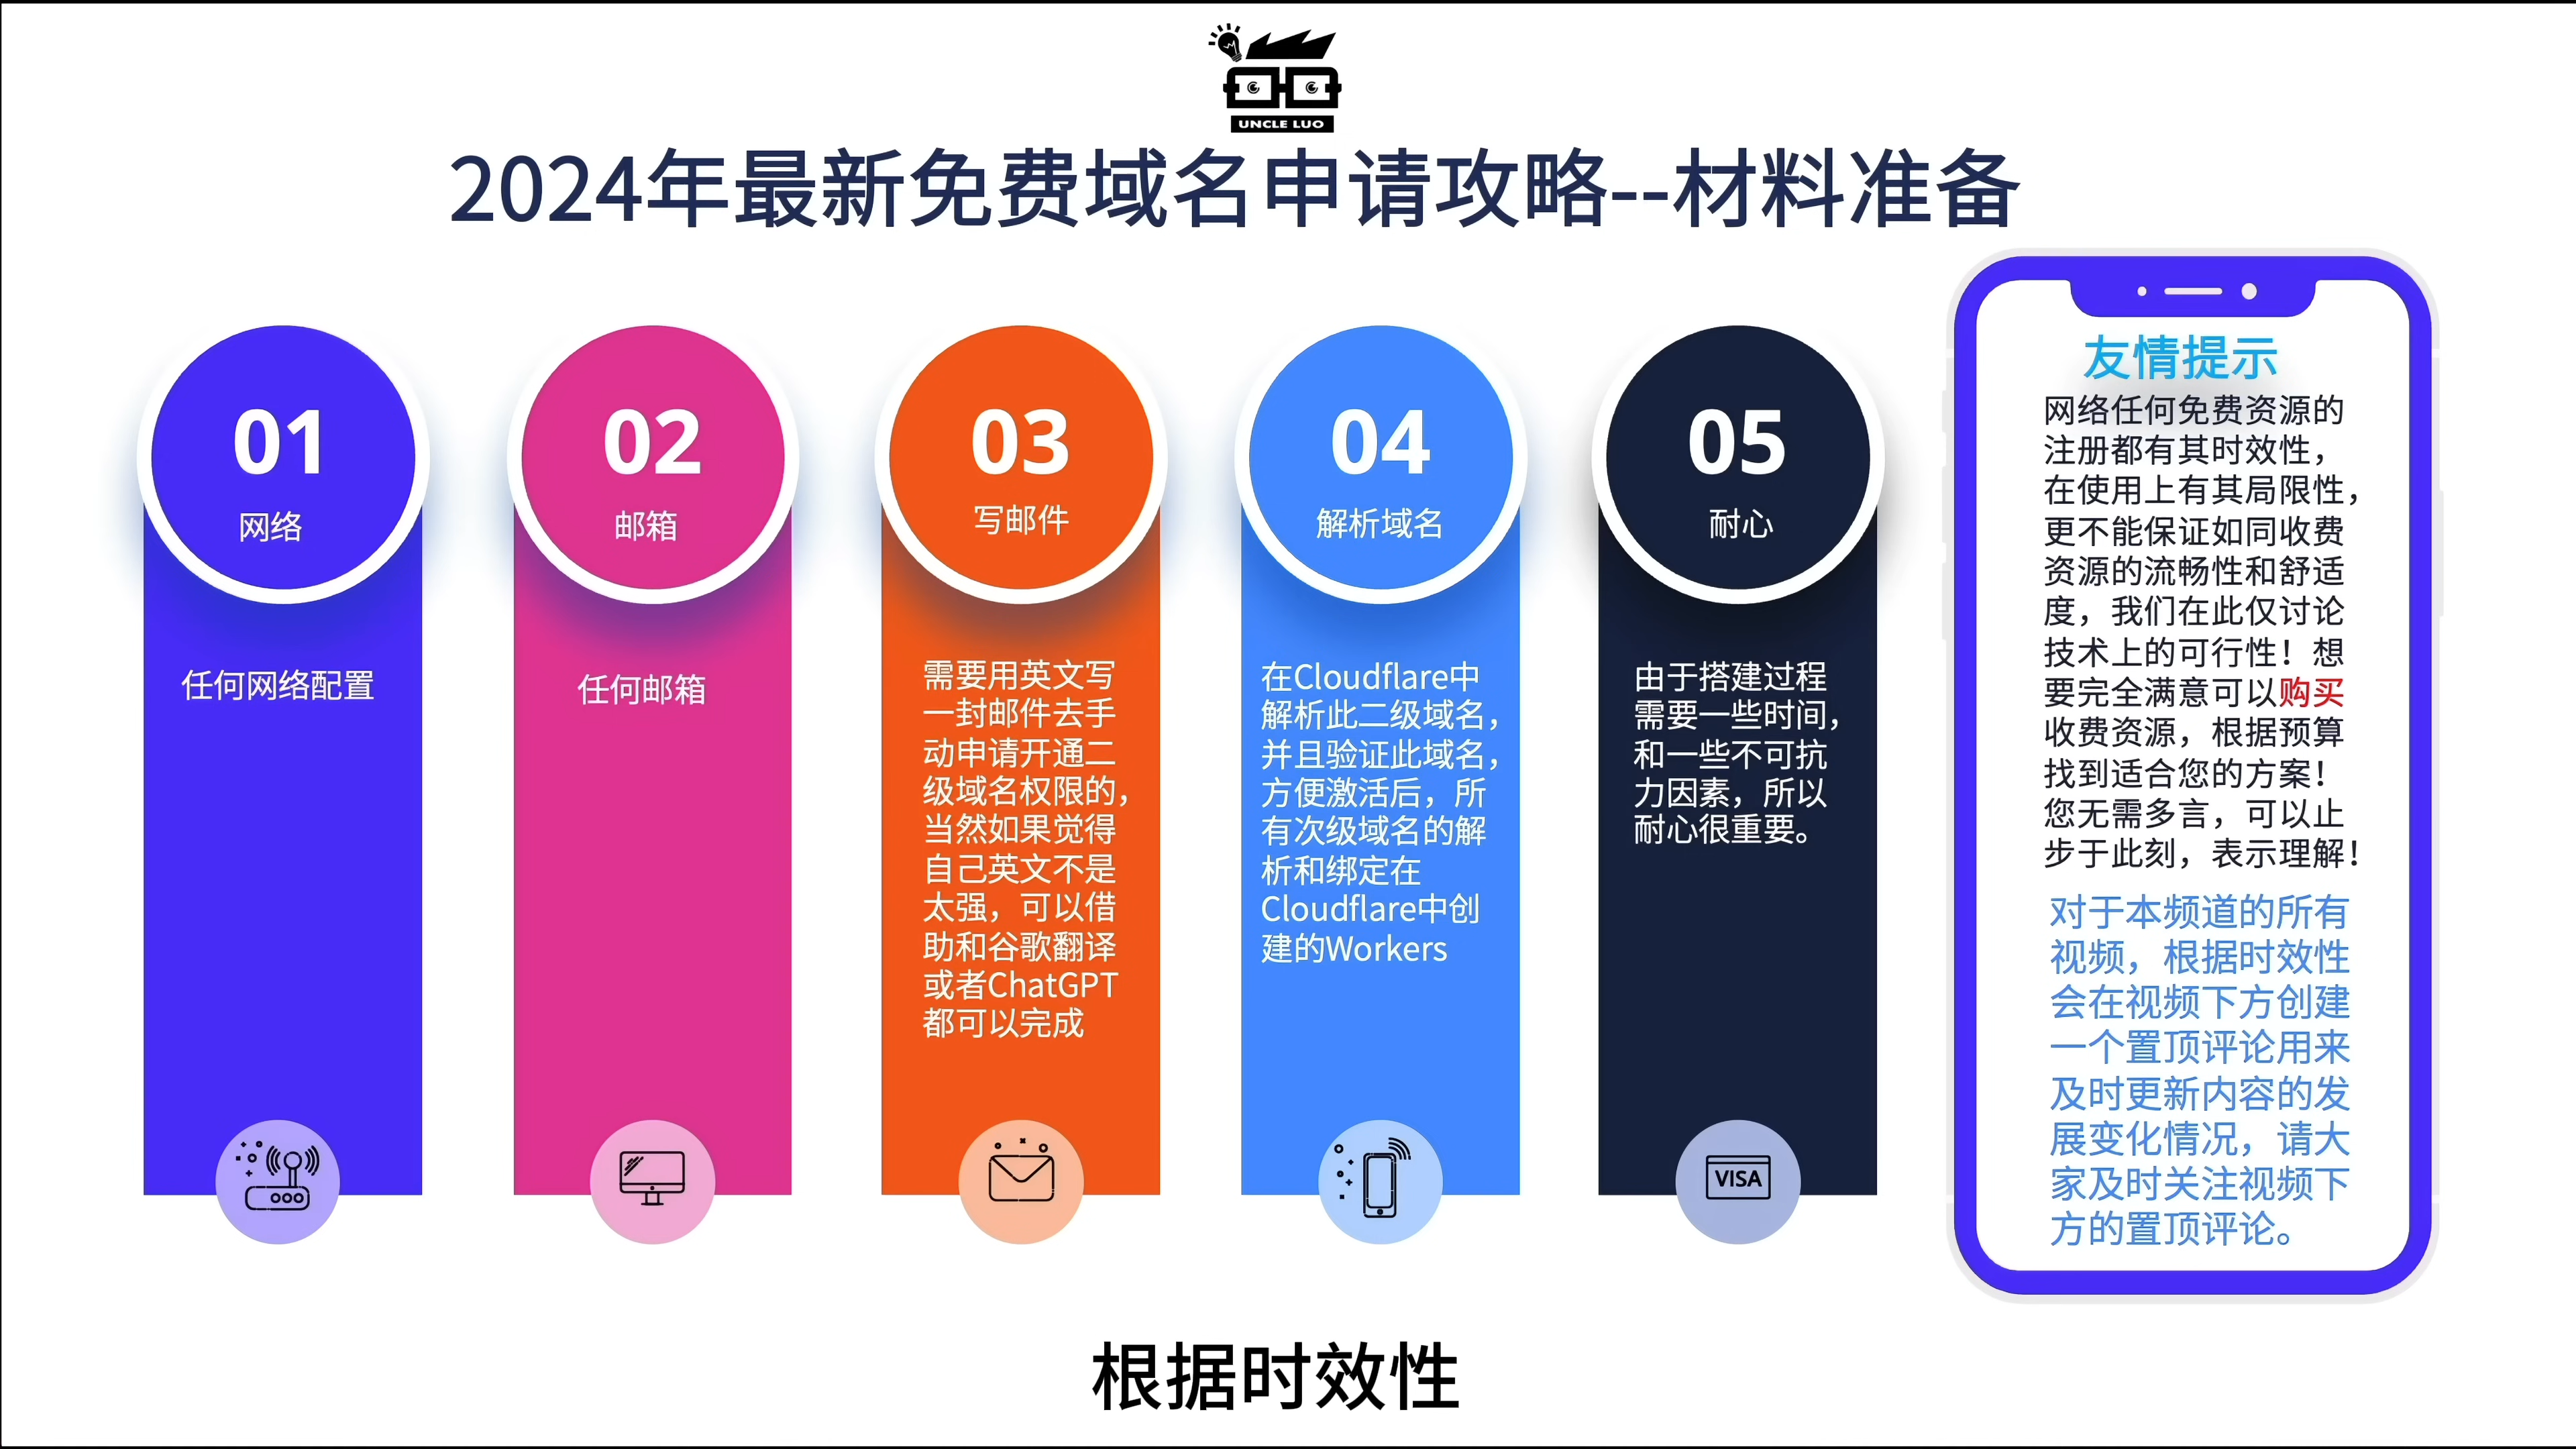 UNCLE LUO
2024年最新免费域名申请攻略--材料准备
01
网络
任何网络配置
02
邮箱
任何邮箱
03
写邮件
需要用英文写
一封邮件去手
动申请开通二
级域名权限的，
当然如果觉得
自己英文不是
太强，可以借
助和谷歌翻译
或者ChatGPT
都可以完成
04
解析域名
在Cloudflare中
解析此二级域名，
并且验证此域名，
方便激活后，所
有次级域名的解
析和绑定在
Cloudflare中创
建的Workers
05
耐心
由于搭建过程
需要一些时间，
和一些不可抗
力因素，所以
耐心很重要。
VISA
友情提示
网络任何免费资源的
注册都有其时效性，
在使用上有其局限性，
更不能保证如同收费
资源的流畅性和舒适
度，我们在此仅讨论
技术上的可行性！想
要完全满意可以购买
收费资源，根据预算
找到适合您的方案！
您无需多言，可以止
步于此刻，表示理解！
对于本频道的所有
视频，根据时效性
会在视频下方创建
一个置顶评论用来
及时更新内容的发
展变化情况，请大
家及时关注视频下
方的置顶评论。
根据时效性